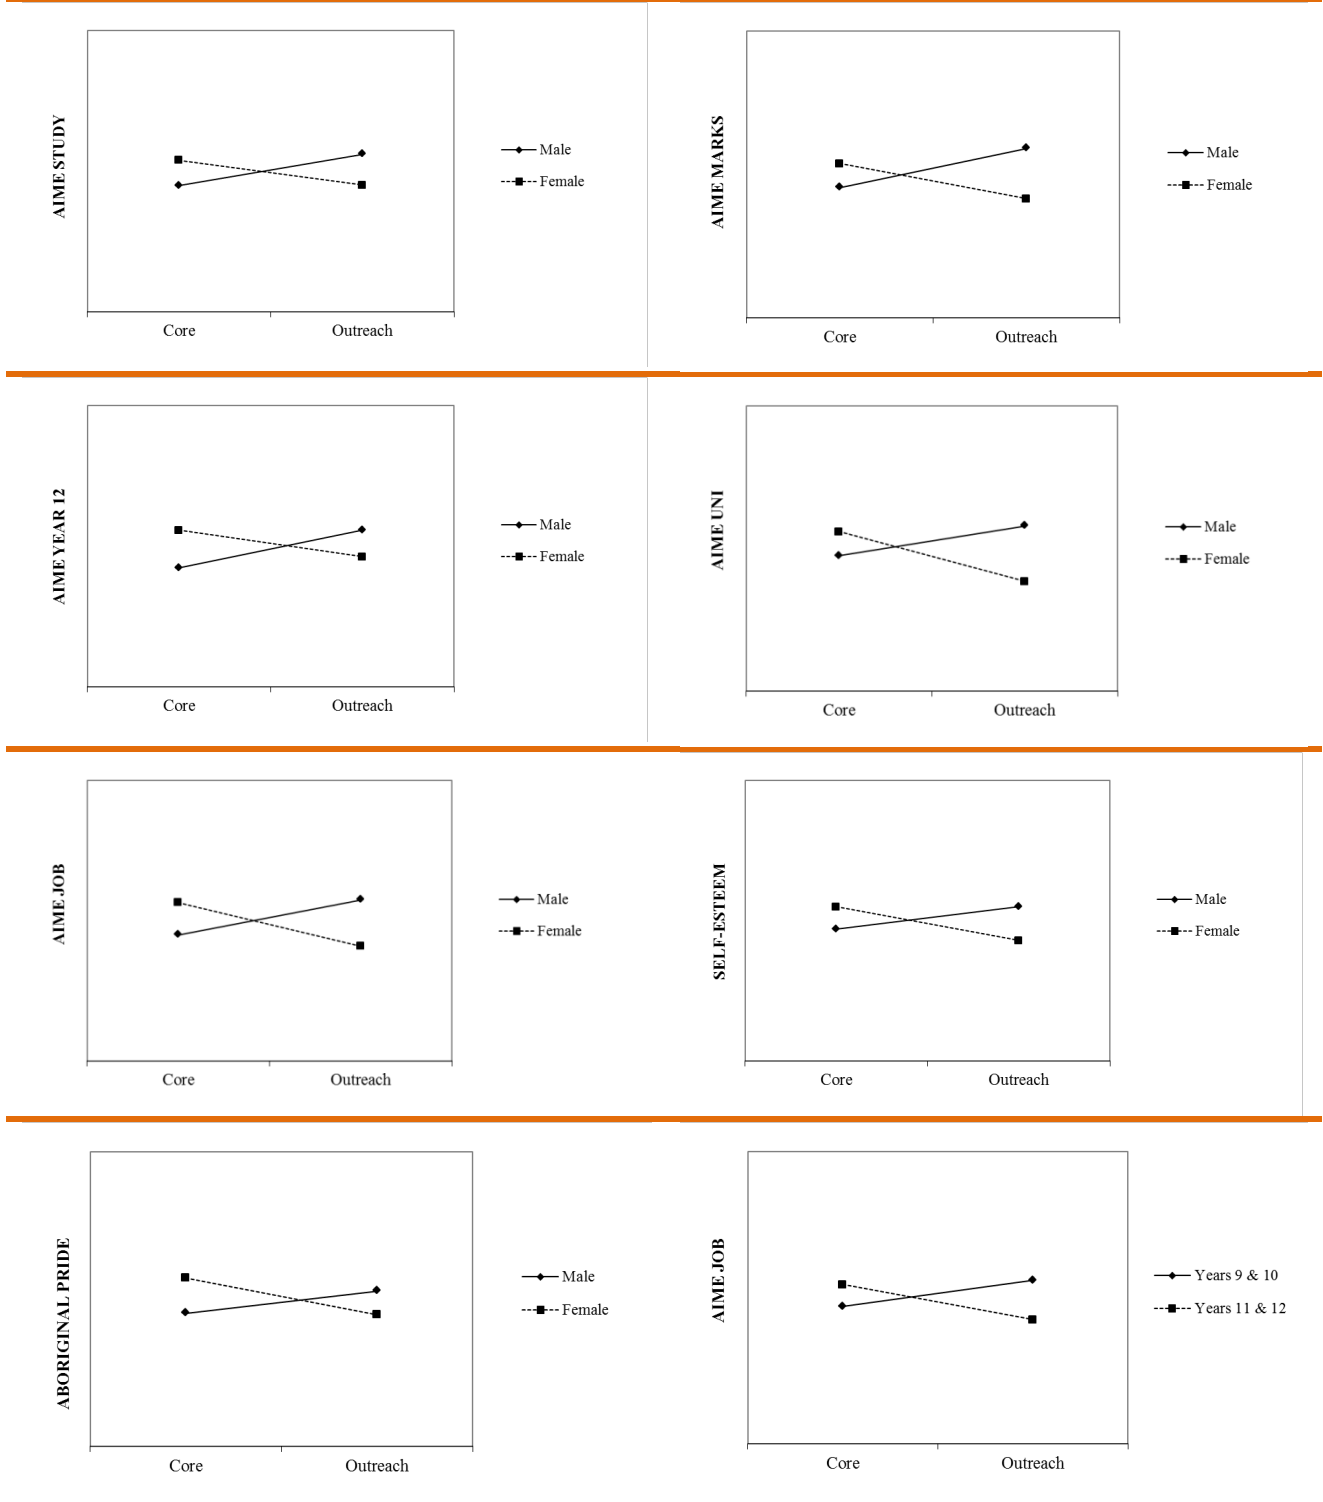 AIME STUDY
Male
Female
Core Outreach
AIME MARKS
Male
Female
Core Outreach
AIME YEAR 12
Male
Female
Core Outreach
AIME UNI
Male
Female
Core Outreach
AIME JOB
Male
Female
Core Outreach
SELF-ESTEEM
Male
Female
Core Outreach
ABORIGINAL PRIDE
Male
Female
Core Outreach
AIME JOB
Years 9 & 10
Years 11 & 12
Core Outreach